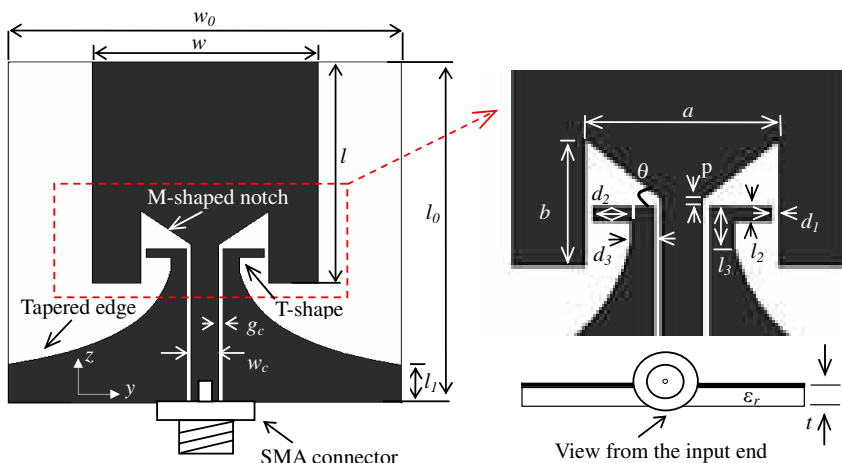 w0
w
l
l0
M-shaped notch
Tapered edge
T-shape
gc
wc
z
y
l1
SMA connector
a
b
θ
p
d2
d1
d3
l3
l2
εr
t
View from the input end